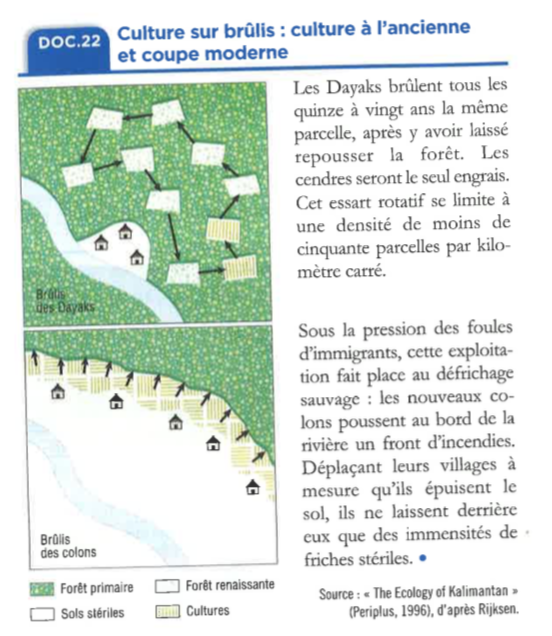 DOC.22
Culture sur brûlis : culture à l'ancienne
et coupe moderne
Les Dayaks brûlent tous les
quinze à vingt ans la même
parcelle, après y avoir laissé
repousser la forêt. Les
cendres seront le seul engrais.
Cet essart rotatif se limite à
une densité de moins de
cinquante parcelles par kilo-
mètre carré.
Brûlis
des Dayaks
Sous la pression des foules
d'immigrants, cette exploita-
tion fait place au défrichage
sauvage : les nouveaux co-
lons poussent au bord de la
rivière un front d'incendies.
Déplaçant leurs villages à
mesure qu'ils épuisent le
sol, ils ne laissent derrière
eux que des immensités de
friches stériles. •
Brûlis
des colons
Forêt primaire
Forêt renaissante
Sols stériles
Cultures
Source : « The Ecology of Kalimantan »
(Periplus, 1996), d'après Rijksen.